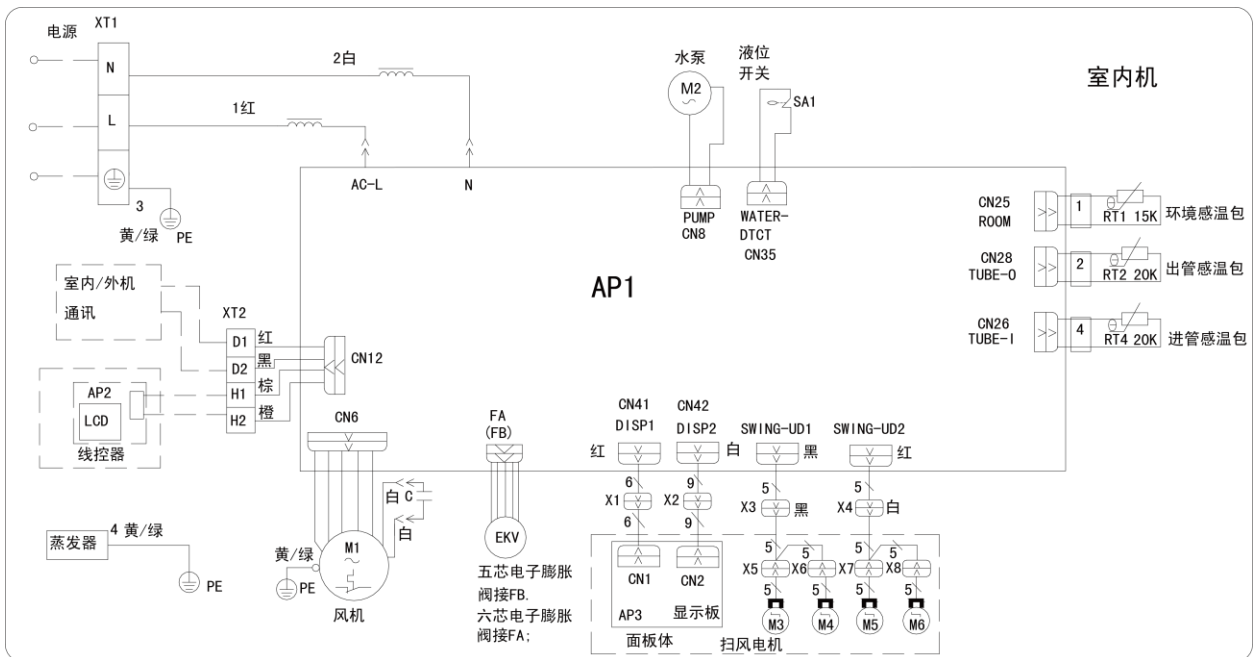 电源
XT1
N
L
2白
1红
3
黄/绿
PE
AC-L
N
水泵
M2
PUMP
CN8
液位
开关
SA1
WATER-
DTCT
CN35
室内机
CN25
ROOM
1
RT1 15K
环境感温包
CN28
TUBE-O
2
RT2 20K
出管感温包
CN26
TUBE-I
4
RT4 20K
进管感温包
AP1
室内/外机
通讯
XT2
D1
红
D2
黑
H1
棕
H2
橙
CN12
AP2
LCD
线控器
蒸发器
4 黄/绿
PE
CN6
白 C
白
黄/绿
PE
M1
风机
FA
(FB)
EKV
五芯电子膨胀
阀接FB.
六芯电子膨胀
阀接FA;
CN41
DISP1
红
6
X1
6
CN1
CN42
DISP2
白
9
X2
9
CN2
AP3
显示板
面板体
SWING-UD1
黑
5
X3
黑
5
5
X5
X6
5
5
M3
M4
SWING-UD2
红
5
X4
白
5
5
X7
X8
5
5
M5
M6
扫风电机